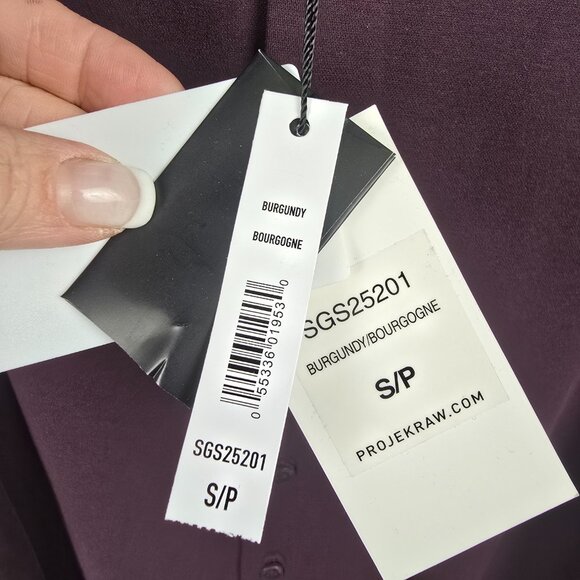 BURGUNDY
BOURGOGNE
0 55336 01953 0
SGS25201
S/P
SGS25201
BURGUNDY/BOURGOGNE
S/P
PROJEKRAW.COM